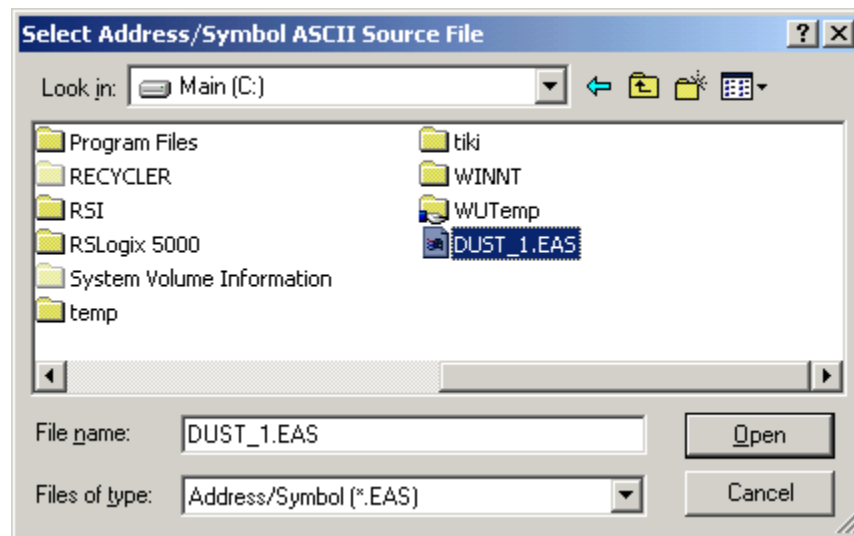 Select Address/Symbol ASCII Source File
Look in: Main (C:)
Program Files
RECYCLER
RSI
RSLogix 5000
System Volume Information
temp
tiki
WINNT
WUTemp
DUST_1.EAS
File name: DUST_1.EAS Open
Files of type: Address/Symbol (*.EAS) Cancel